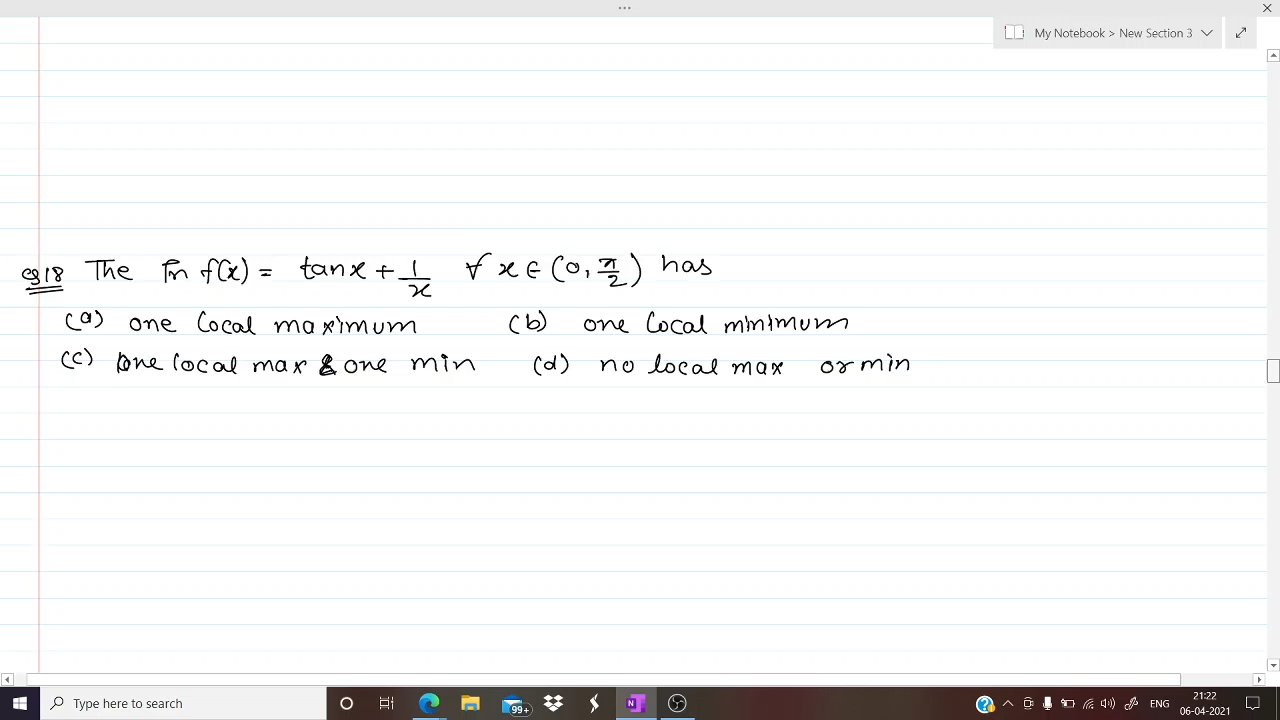 My Notebook > New Section 3
Q18 The fn f(x) = tanx + 1/x ∀ x ∈ (0, π/2) has
(a) one local maximum (b) one local minimum
(c) one local max & one min (d) no local max or min
Type here to search
99+
ENG
21:22
06-04-2021